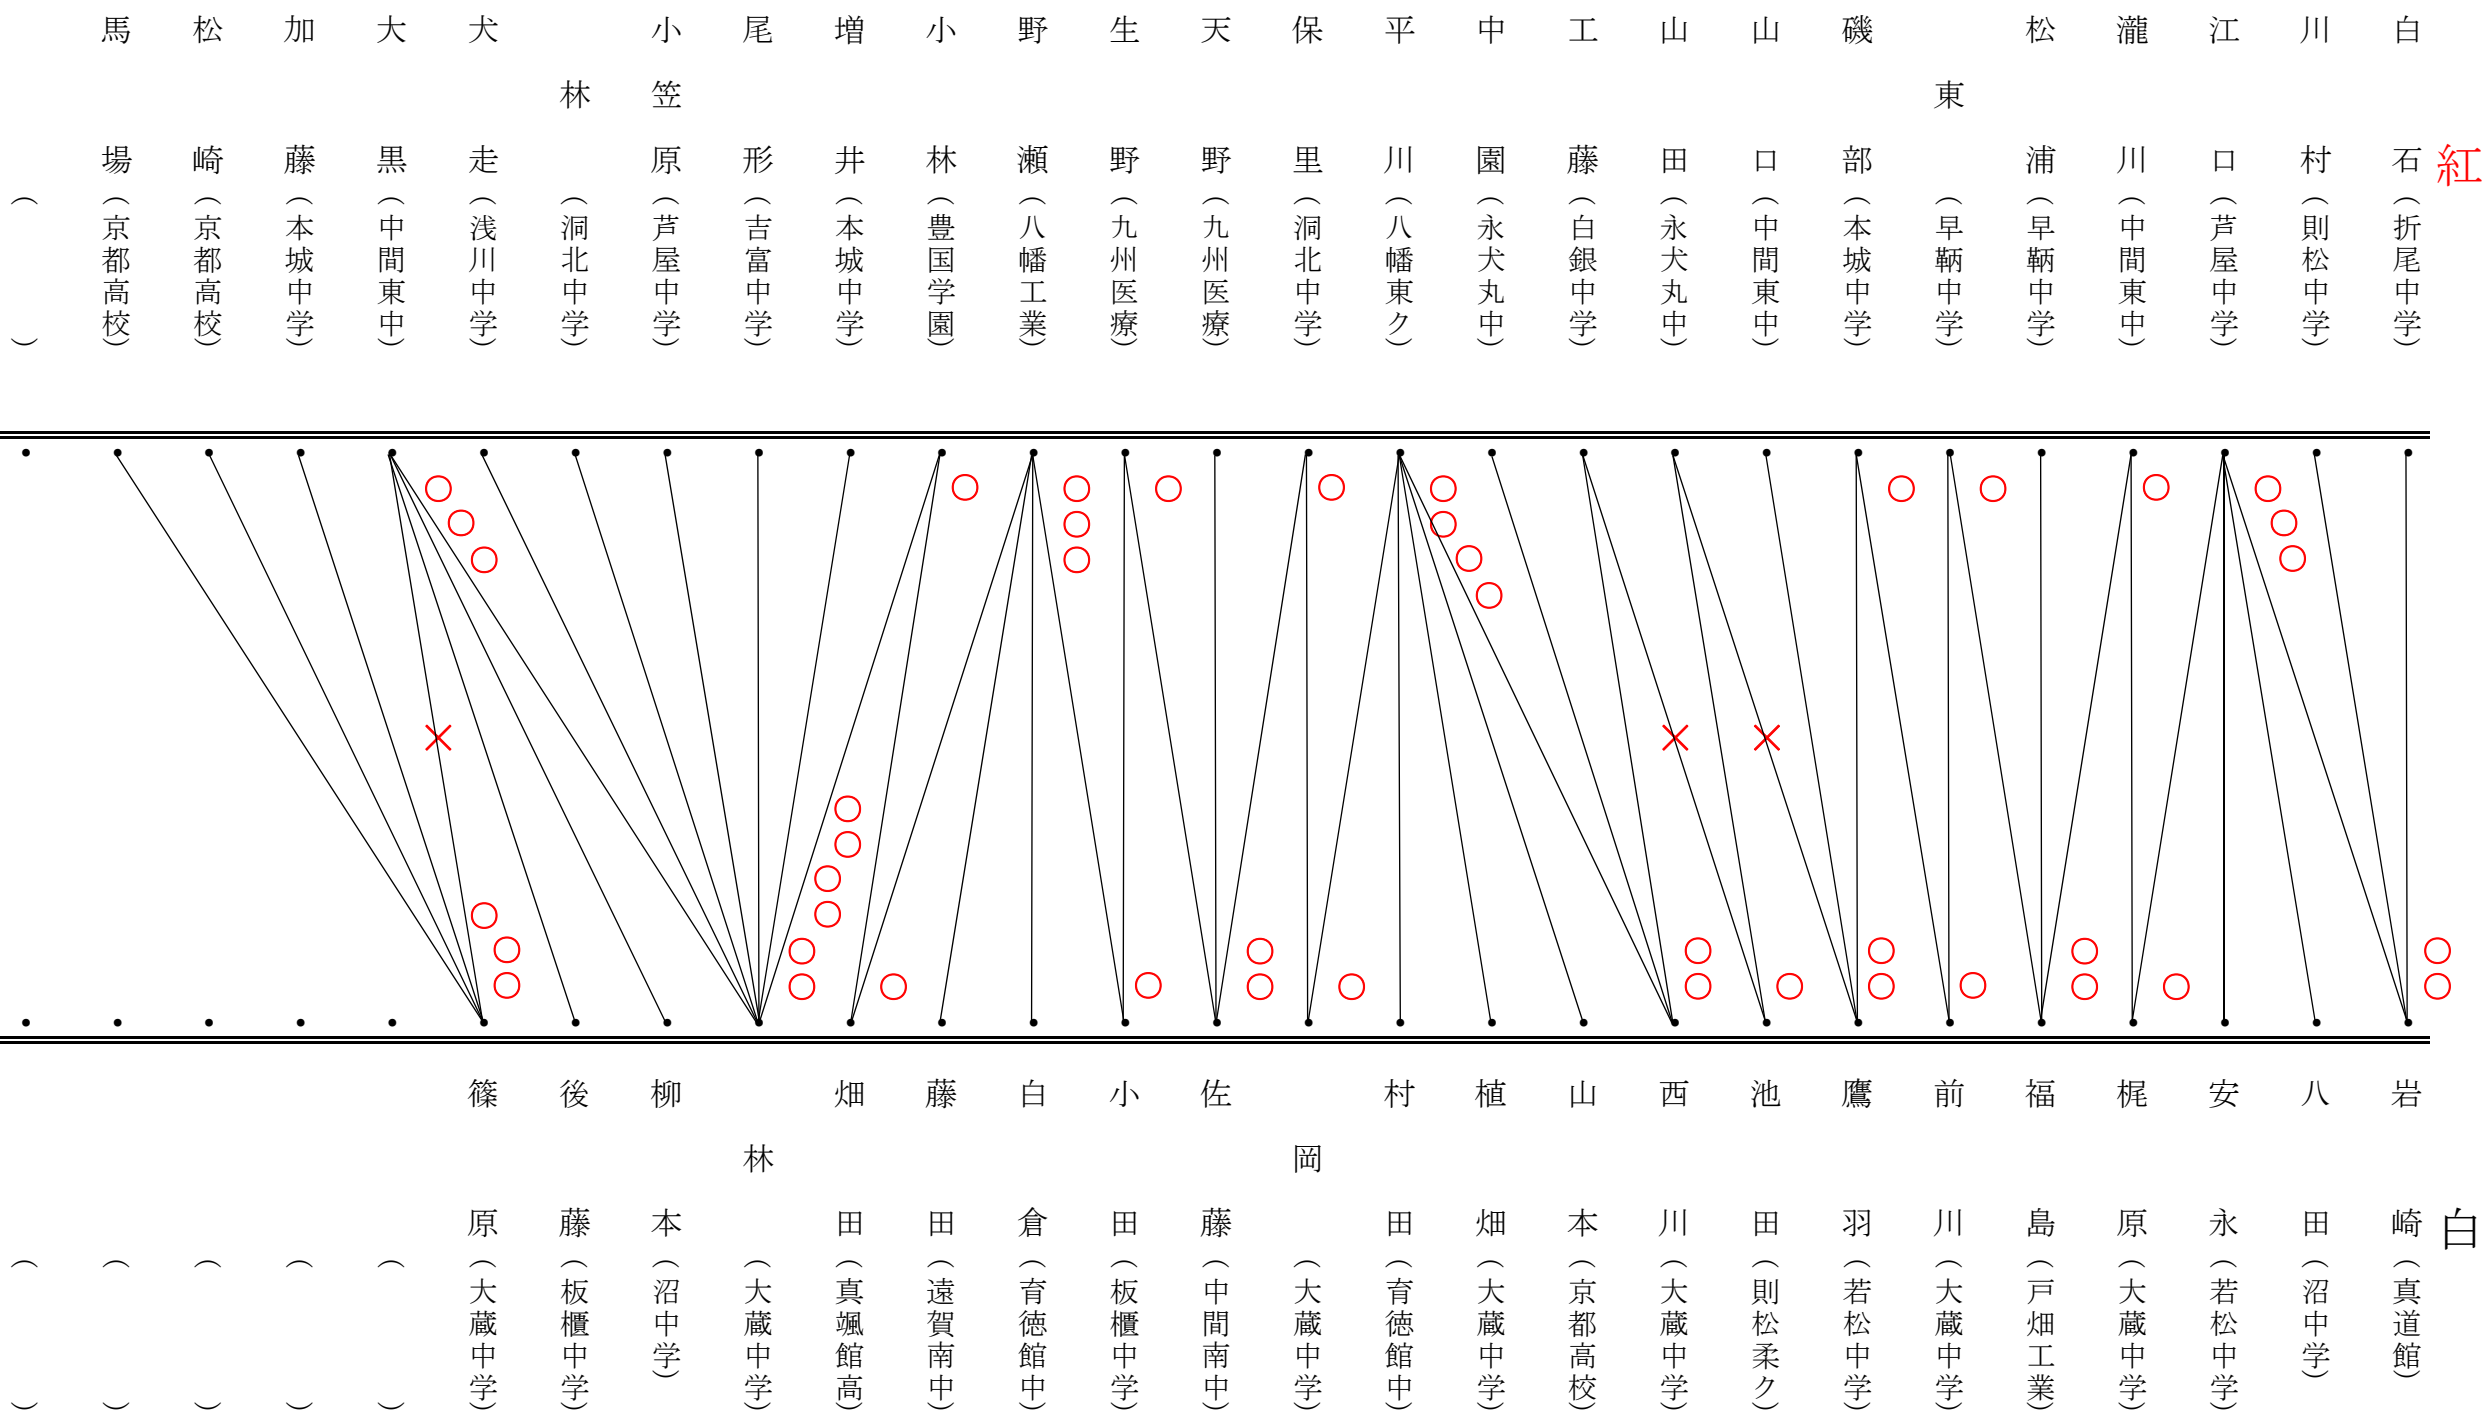 紅
白石(折尾中学)
川村(則松中学)
江口(芦屋中学)
瀧川(中間東中)
松浦(早鞆中学)
東(早鞆中学)
磯部(本城中学)
山口(中間東中)
山田(永犬丸中)
工藤(白銀中学)
中園(永犬丸中)
平川(八幡東ク)
保里(洞北中学)
天野(九州医療)
生野(九州医療)
野瀬(八幡工業)
小林(豊国学園)
増井(本城中学)
尾形(吉富中学)
小笠原(芦屋中学)
林(洞北中学)
犬走(浅川中学)
大黒(中間東中)
加藤(本城中学)
松崎(京都高校)
馬場(京都高校)
( )
白
岩崎(真道館)
八田(沼中学)
安永(若松中学)
梶原(大蔵中学)
福島(戸畑工業)
前川(大蔵中学)
鷹羽(若松中学)
池田(則松柔ク)
西川(大蔵中学)
山本(京都高校)
植畑(大蔵中学)
村田(育徳館中)
岡(大蔵中学)
佐藤(中間南中)
小田(板櫃中学)
白倉(育徳館中)
藤田(遠賀南中)
畑田(真颯館高)
林(大蔵中学)
柳本(沼中学)
後藤(板櫃中学)
篠原(大蔵中学)
( )
( )
( )
( )
( )